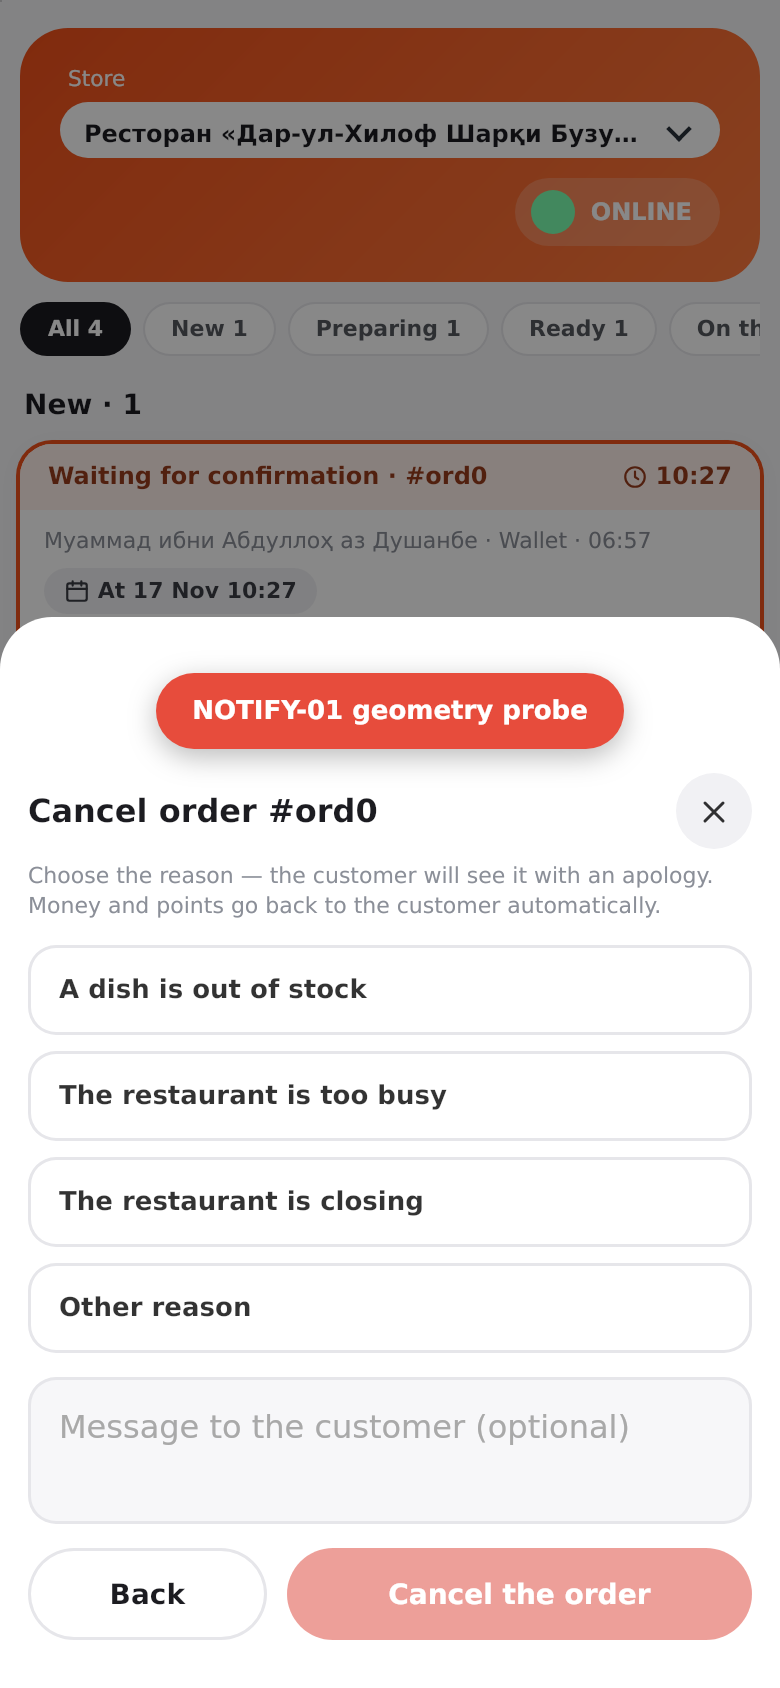 Store
Ресторан «Дар-ул-Хилоф Шарқи Бузу...
ONLINE
All 4
New 1
Preparing 1
Ready 1
On th
New · 1
Waiting for confirmation · #ord0
10:27
Муаммад ибни Абдуллоҳ аз Душанбе · Wallet · 06:57
At 17 Nov 10:27
NOTIFY-01 geometry probe
Cancel order #ord0
Choose the reason — the customer will see it with an apology.
Money and points go back to the customer automatically.
A dish is out of stock
The restaurant is too busy
The restaurant is closing
Other reason
Message to the customer (optional)
Back
Cancel the order